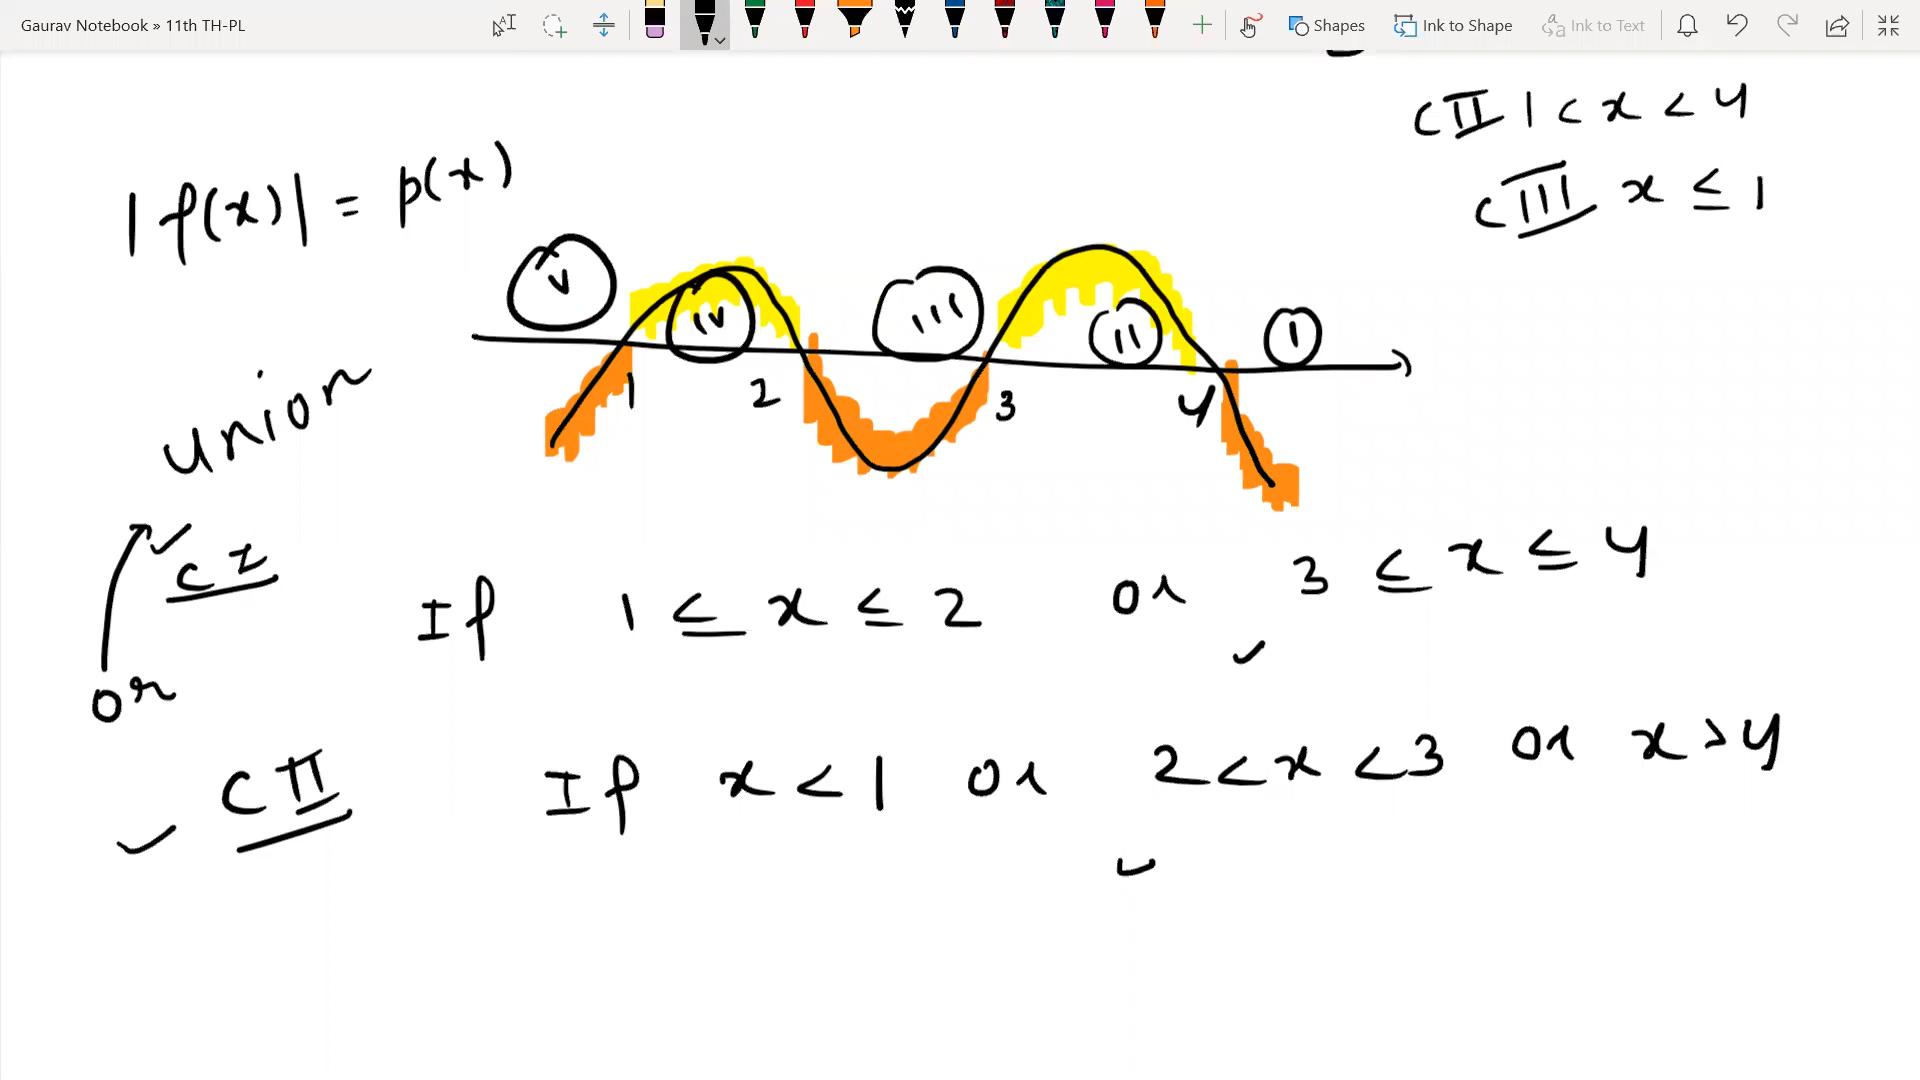 Gaurav Notebook » 11th TH-PL
Shapes
Ink to Shape
Ink to Text
CII 1 < x < 4
CIII x ≤ 1
|f(x)| = p(x)
V IV III II I
1 2 3 4
union
CI If 1 ≤ x ≤ 2 or 3 ≤ x ≤ 4
or
CII If x < 1 or 2 < x < 3 or x > 4